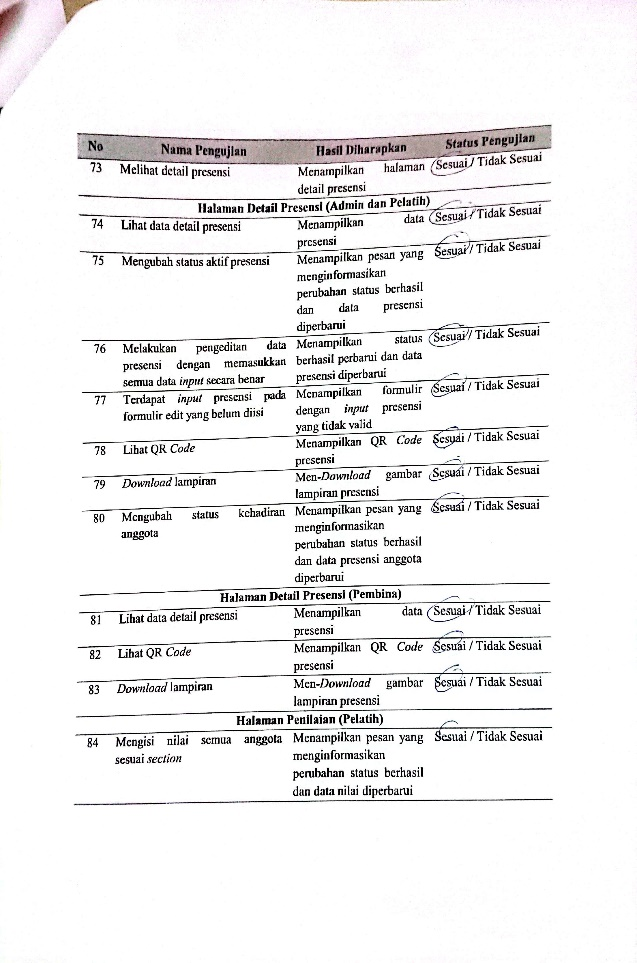 No Nama Pengujian Hasil Diharapkan Status Pengujian
73 Melihat detail presensi Menampilkan halaman Sesuai / Tidak Sesuai
detail presensi
Halaman Detail Presensi (Admin dan Pelatih)
74 Lihat data detail presensi Menampilkan data Sesuai / Tidak Sesuai
presensi
75 Mengubah status aktif presensi Menampilkan pesan yang Sesuai / Tidak Sesuai
menginformasikan
perubahan status berhasil
dan data presensi
diperbarui
76 Melakukan pengeditan data Menampilkan status Sesuai / Tidak Sesuai
presensi dengan memasukkan berhasil perbarui dan data
semua data input secara benar presensi diperbarui
77 Terdapat input presensi pada Menampilkan formulir Sesuai / Tidak Sesuai
formulir edit yang belum diisi dengan input presensi
yang tidak valid
78 Lihat QR Code Menampilkan QR Code Sesuai / Tidak Sesuai
presensi
79 Download lampiran Men-Download gambar Sesuai / Tidak Sesuai
lampiran presensi
80 Mengubah status kehadiran Menampilkan pesan yang Sesuai / Tidak Sesuai
anggota menginformasikan
perubahan status berhasil
dan data presensi anggota
diperbarui
Halaman Detail Presensi (Pembina)
81 Lihat data detail presensi Menampilkan data Sesuai / Tidak Sesuai
presensi
82 Lihat QR Code Menampilkan QR Code Sesuai / Tidak Sesuai
presensi
83 Download lampiran Men-Download gambar Sesuai / Tidak Sesuai
lampiran presensi
Halaman Penilaian (Pelatih)
84 Mengisi nilai semua anggota Menampilkan pesan yang Sesuai / Tidak Sesuai
sesuai section menginformasikan
perubahan status berhasil
dan data nilai diperbarui